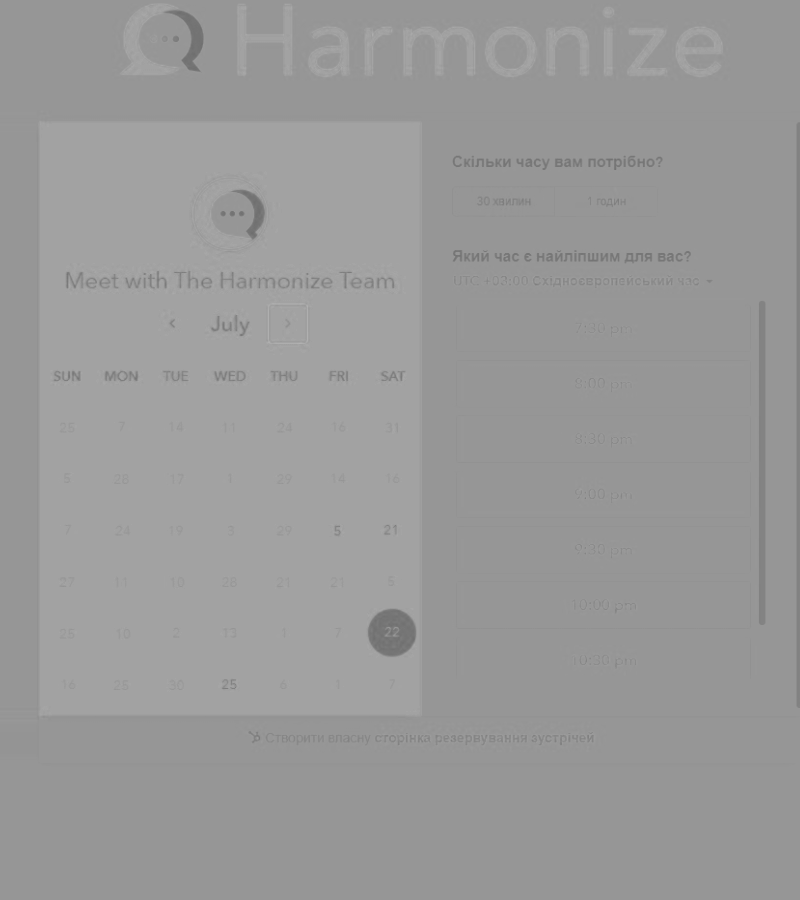 Harmonize
Meet with The Harmonize Team
July
SUN MON TUE WED THU FRI SAT
25 7 14 11 24 16 31
5 28 17 1 29 14 16
7 24 19 3 29 5 21
27 11 10 28 21 21 5
25 10 2 13 1 7 22
16 25 30 25 6 1 7
Скільки часу вам потрібно?
30 хвилин 1 годин
Який час є найліпшим для вас?
UTC +03:00 Східноєвропейський час
7:30 pm
8:00 pm
8:30 pm
9:00 pm
9:30 pm
10:00 pm
10:30 pm
Створити власну сторінка резервування зустрічей